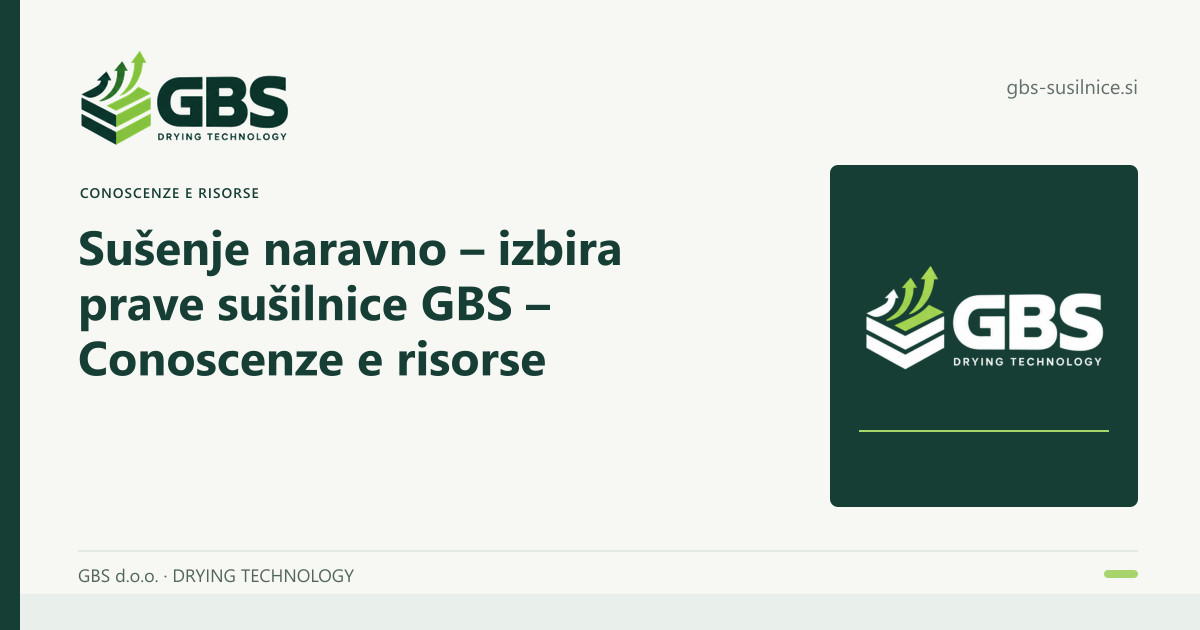 GBS
DRYING TECHNOLOGY
gbs-susilnice.si
CONOSCENZE E RISORSE
Sušenje naravno – izbira
prave sušilnice GBS –
Conoscenze e risorse
GBS
DRYING TECHNOLOGY
GBS d.o.o. · DRYING TECHNOLOGY